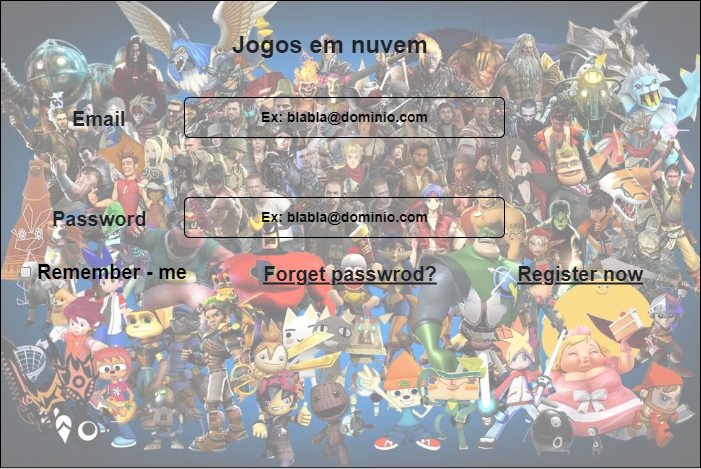 Jogos em nuvem
Email
Ex: blabla@dominio.com
Password
Ex: blabla@dominio.com
Remember - me
Forget passwrod?
Register now